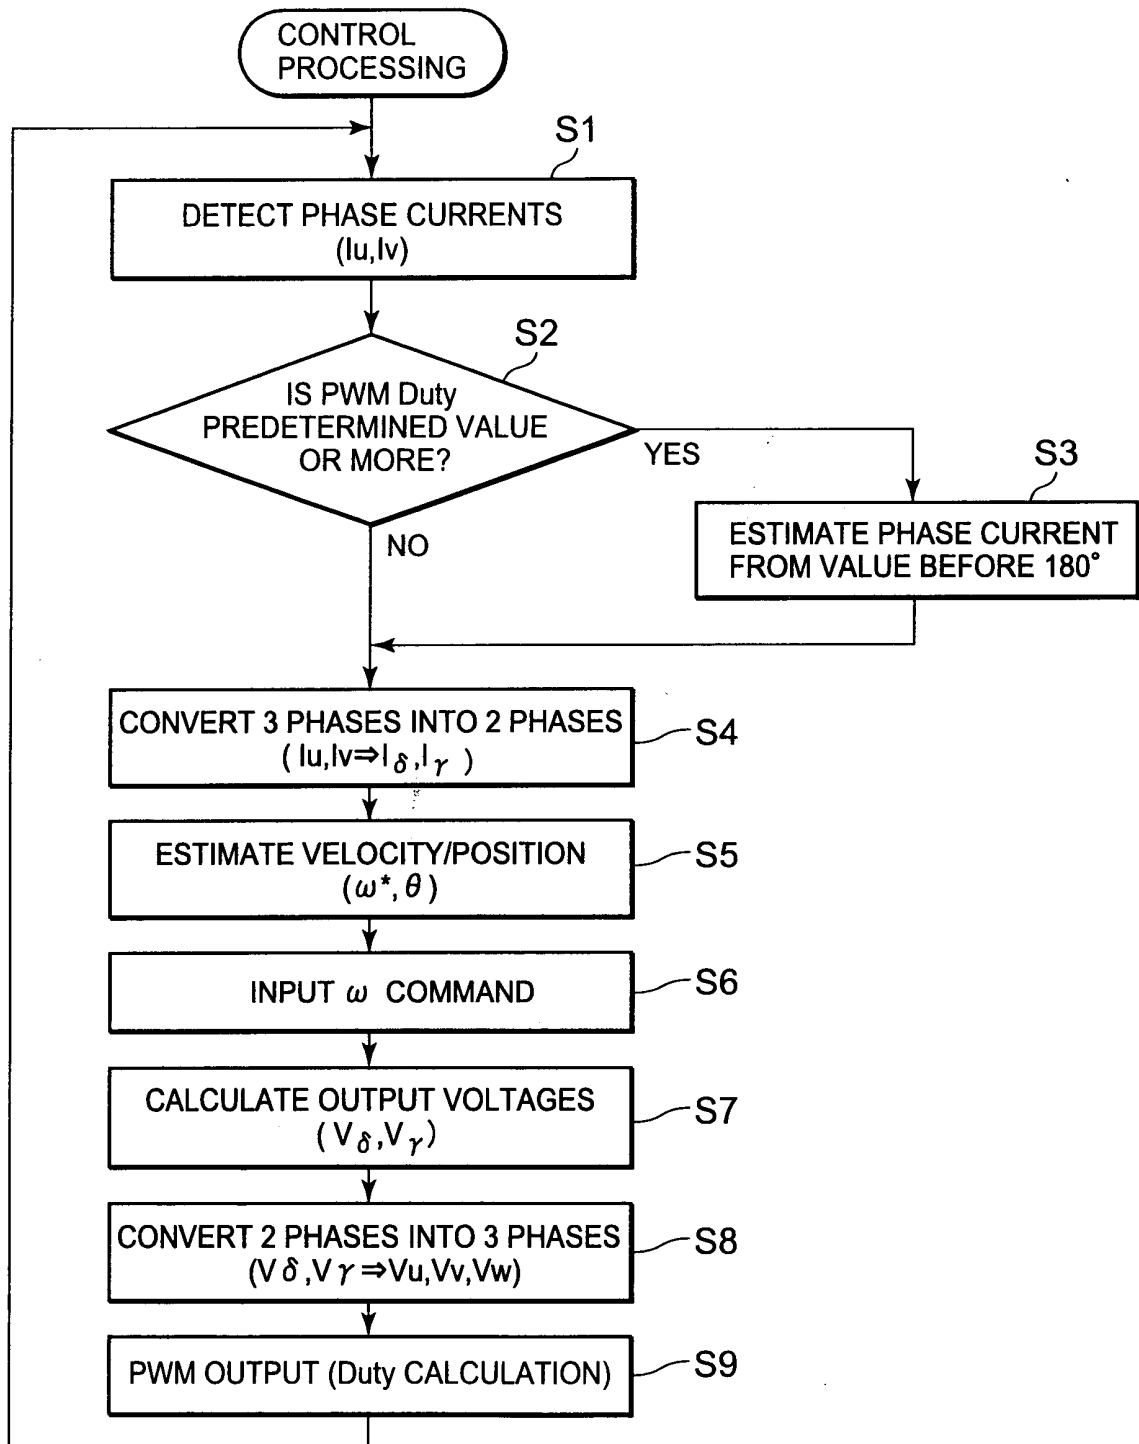 CONTROL
PROCESSING
S1
DETECT PHASE CURRENTS
(Iu,Iv)
S2
IS PWM Duty
PREDETERMINED VALUE
OR MORE?
YES
NO
S3
ESTIMATE PHASE CURRENT
FROM VALUE BEFORE 180°
CONVERT 3 PHASES INTO 2 PHASES
(Iu,Iv⇒Iδ,Iγ)
S4
ESTIMATE VELOCITY/POSITION
(ω*,θ)
S5
INPUT ω COMMAND
S6
CALCULATE OUTPUT VOLTAGES
(Vδ,Vγ)
S7
CONVERT 2 PHASES INTO 3 PHASES
(Vδ,Vγ⇒Vu,Vv,Vw)
S8
PWM OUTPUT (Duty CALCULATION)
S9